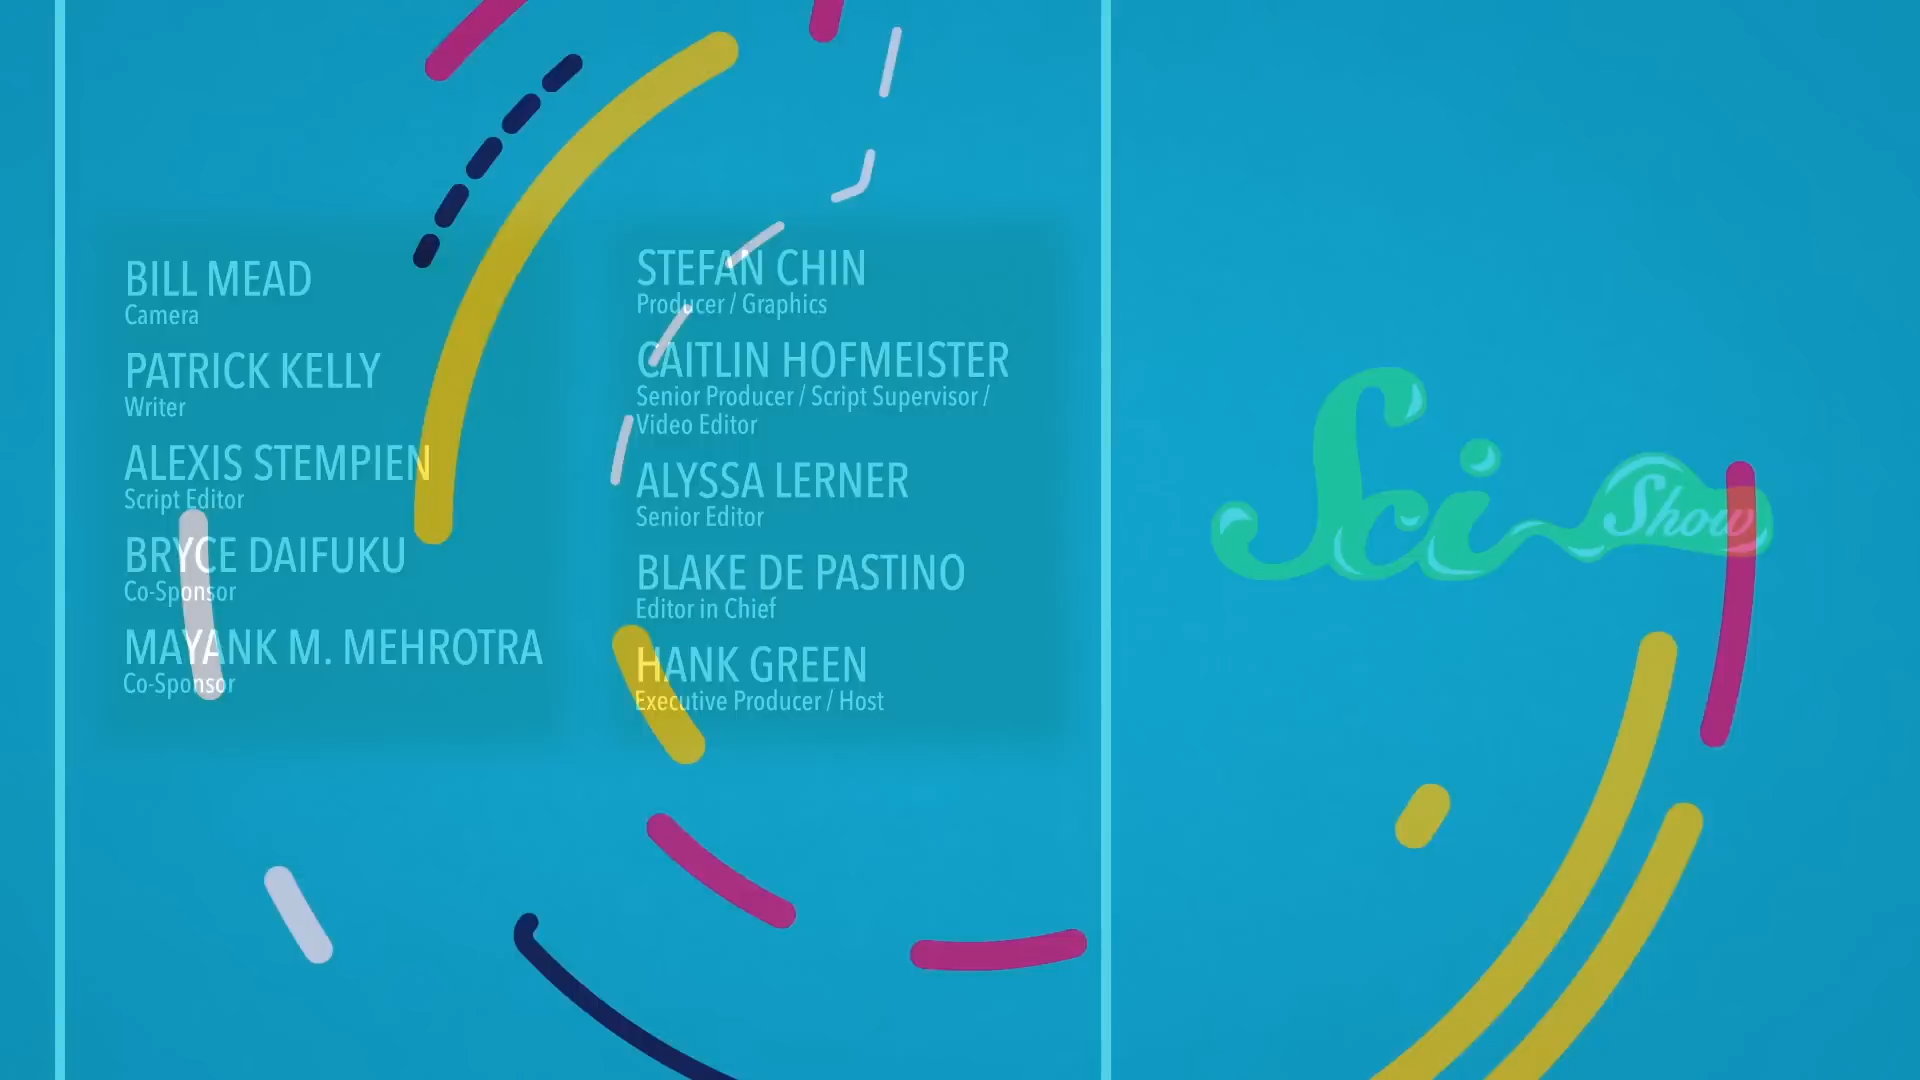 BILL MEAD
Camera
PATRICK KELLY
Writer
ALEXIS STEMPIEN
Script Editor
BRYCE DAIFUKU
Co-Sponsor
MAYANK M. MEHROTRA
Co-Sponsor
STEFAN CHIN
Producer / Graphics
CAITLIN HOFMEISTER
Senior Producer / Script Supervisor /
Video Editor
ALYSSA LERNER
Senior Editor
BLAKE DE PASTINO
Editor in Chief
HANK GREEN
Executive Producer / Host
Sci Show